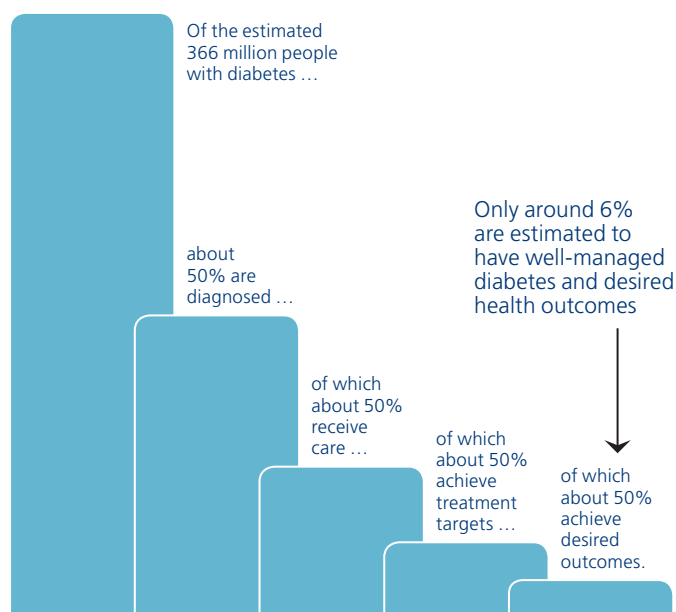 Of the estimated
366 million people
with diabetes …
about
50% are
diagnosed …
of which
about 50%
receive
care …
of which
about 50%
achieve
treatment
targets …
Only around 6%
are estimated to
have well-managed
diabetes and desired
health outcomes
of which
about 50%
achieve
desired
outcomes.